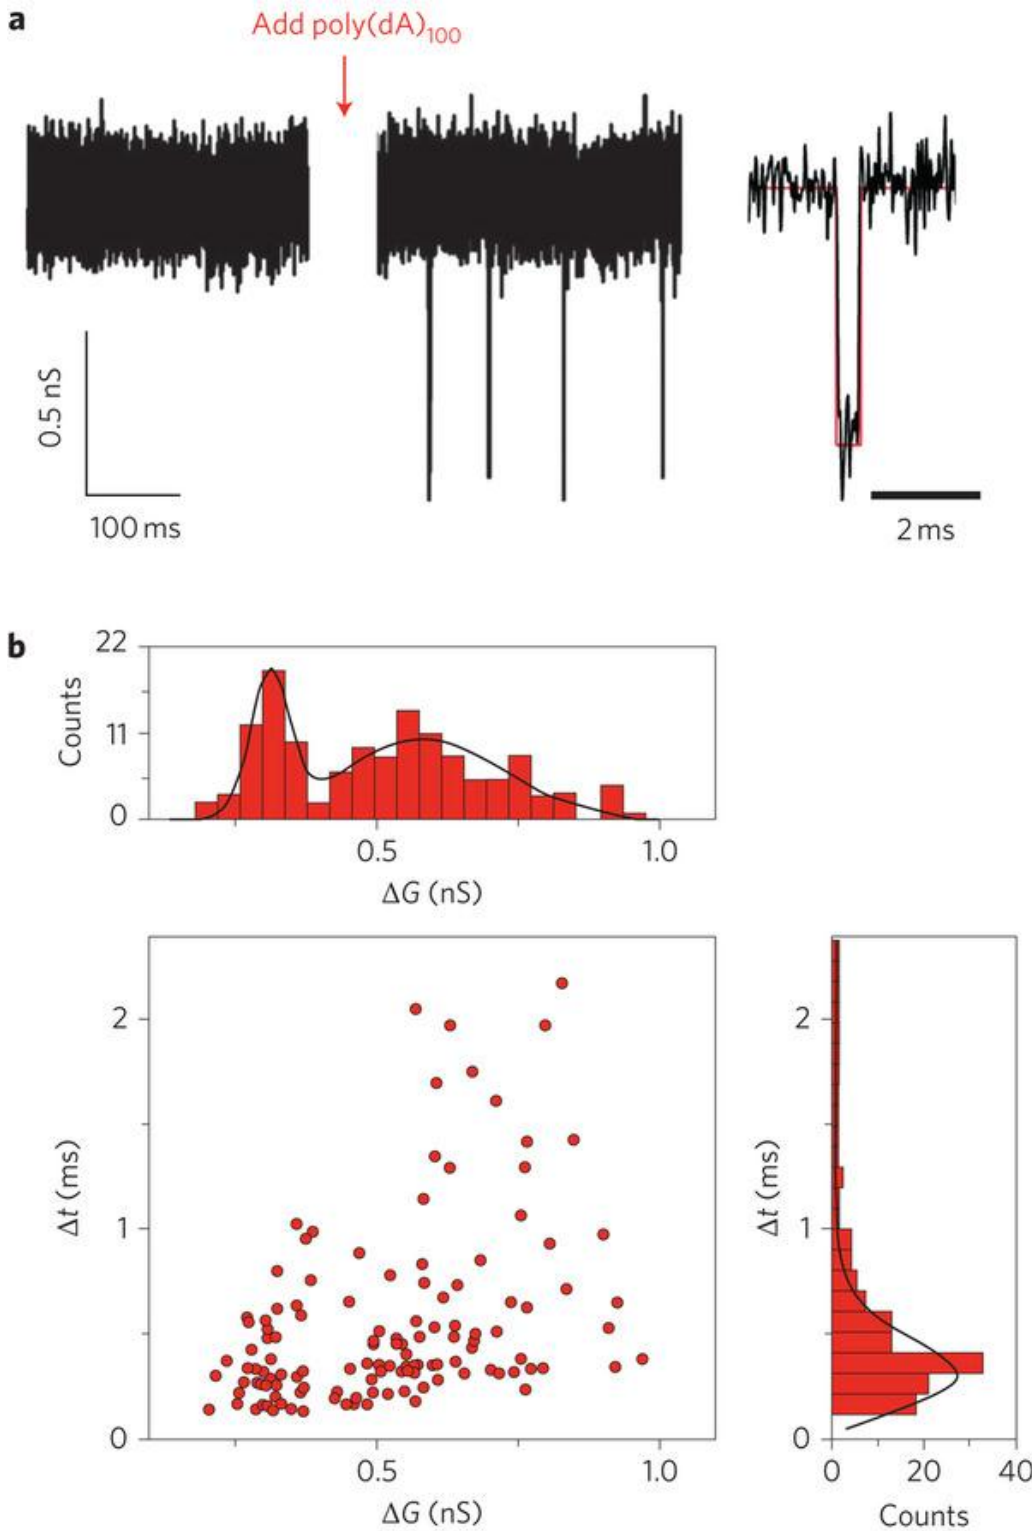 a
Add poly(dA)100
0.5 nS
100 ms
2 ms
b
22
11
0
Counts
0.5
1.0
ΔG (nS)
2
1
0
Δt (ms)
0.5
1.0
ΔG (nS)
2
1
0
Δt (ms)
0
20
40
Counts